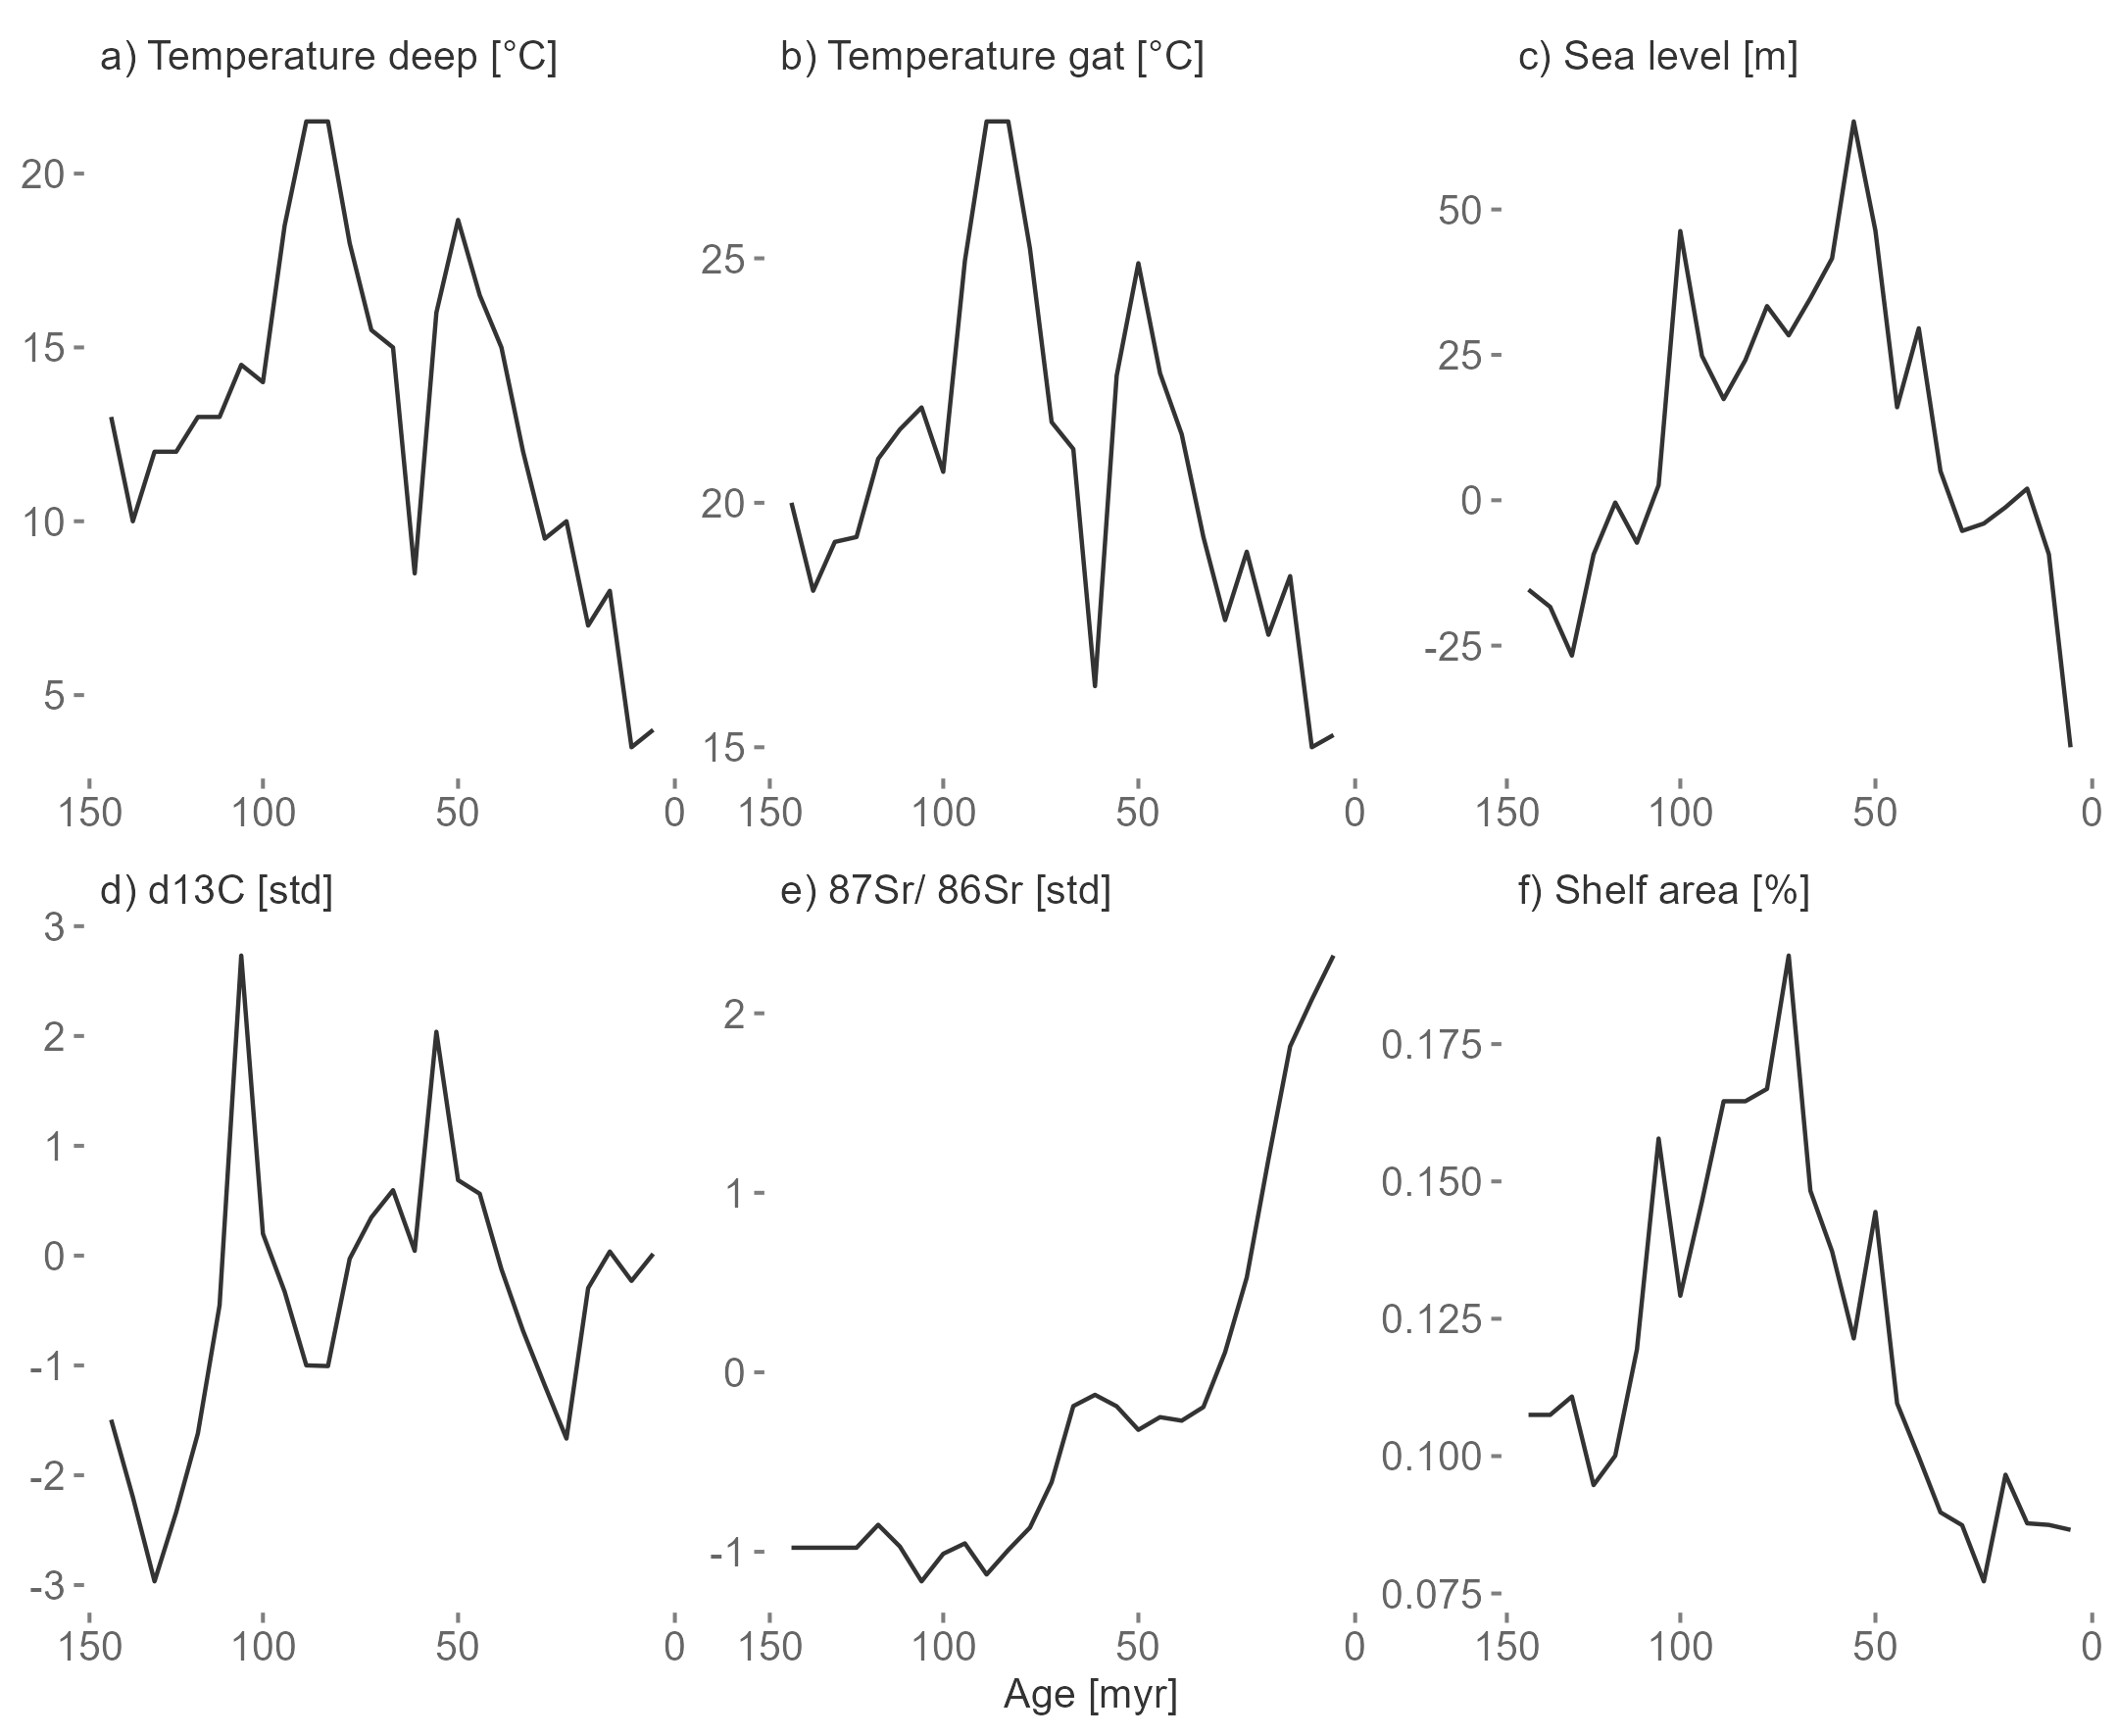 a) Temperature deep [°C]
20
15
10
5
150 100 50 0
b) Temperature gat [°C]
25
20
15
150 100 50 0
c) Sea level [m]
50
25
0
-25
150 100 50 0
d) d13C [std]
3
2
1
0
-1
-2
-3
150 100 50 0
e) 87Sr/ 86Sr [std]
2
1
0
-1
150 100 50 0
f) Shelf area [%]
0.175
0.150
0.125
0.100
0.075
150 100 50 0
Age [myr]